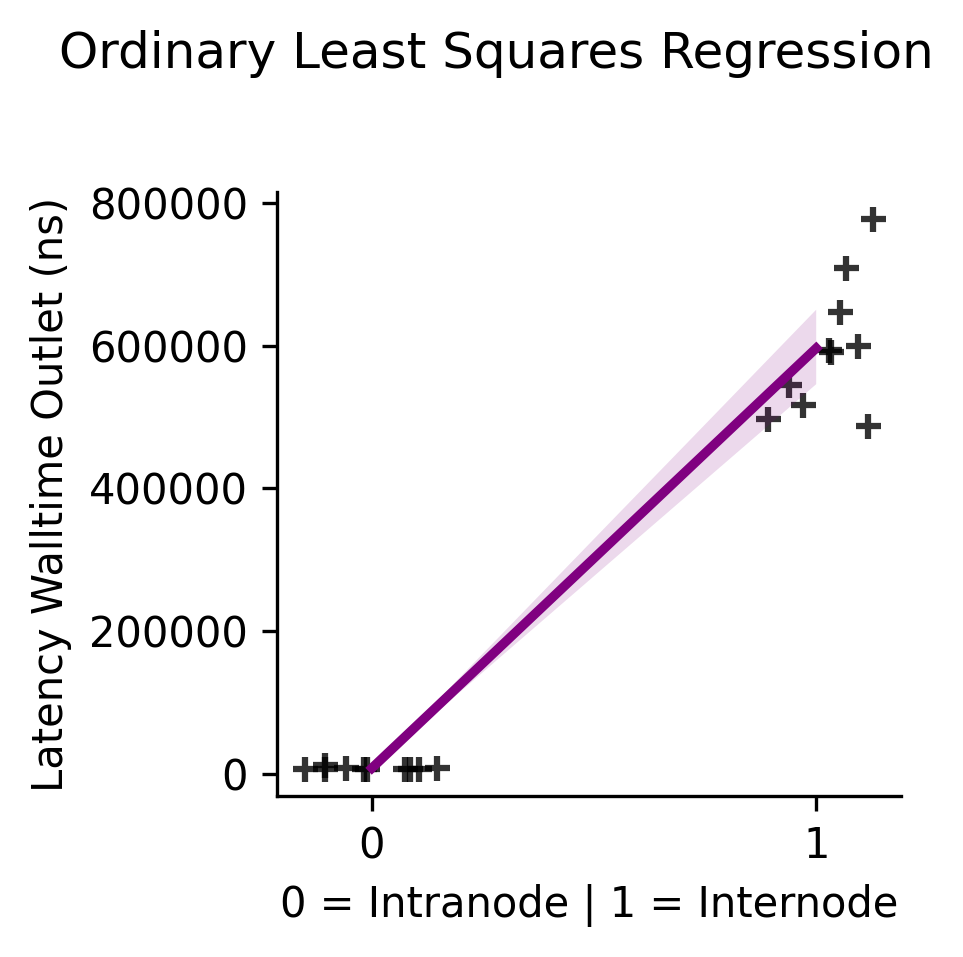 Ordinary Least Squares Regression
Latency Walltime Outlet (ns)
800000
600000
400000
200000
0
0 1
0 = Intranode | 1 = Internode